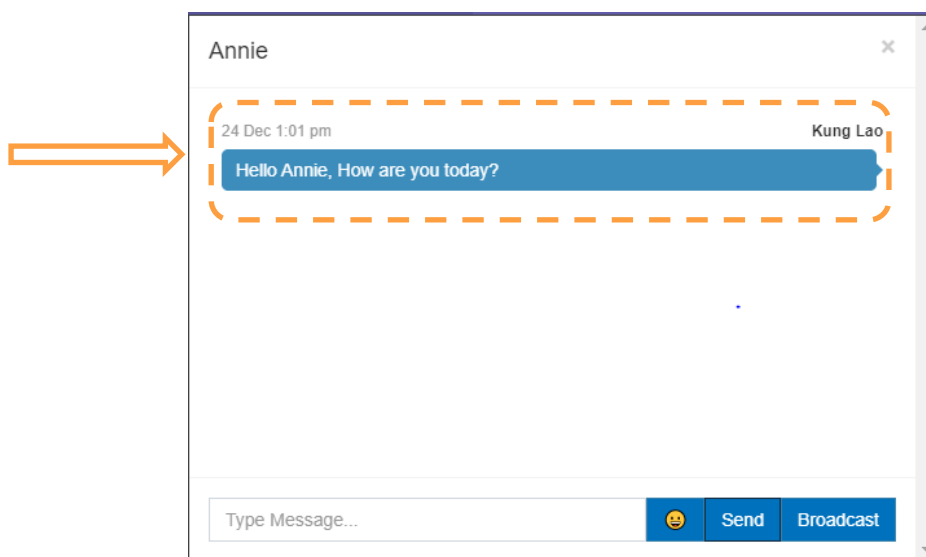 Annie ×
24 Dec 1:01 pm Kung Lao
Hello Annie, How are you today?
Type Message... Send Broadcast